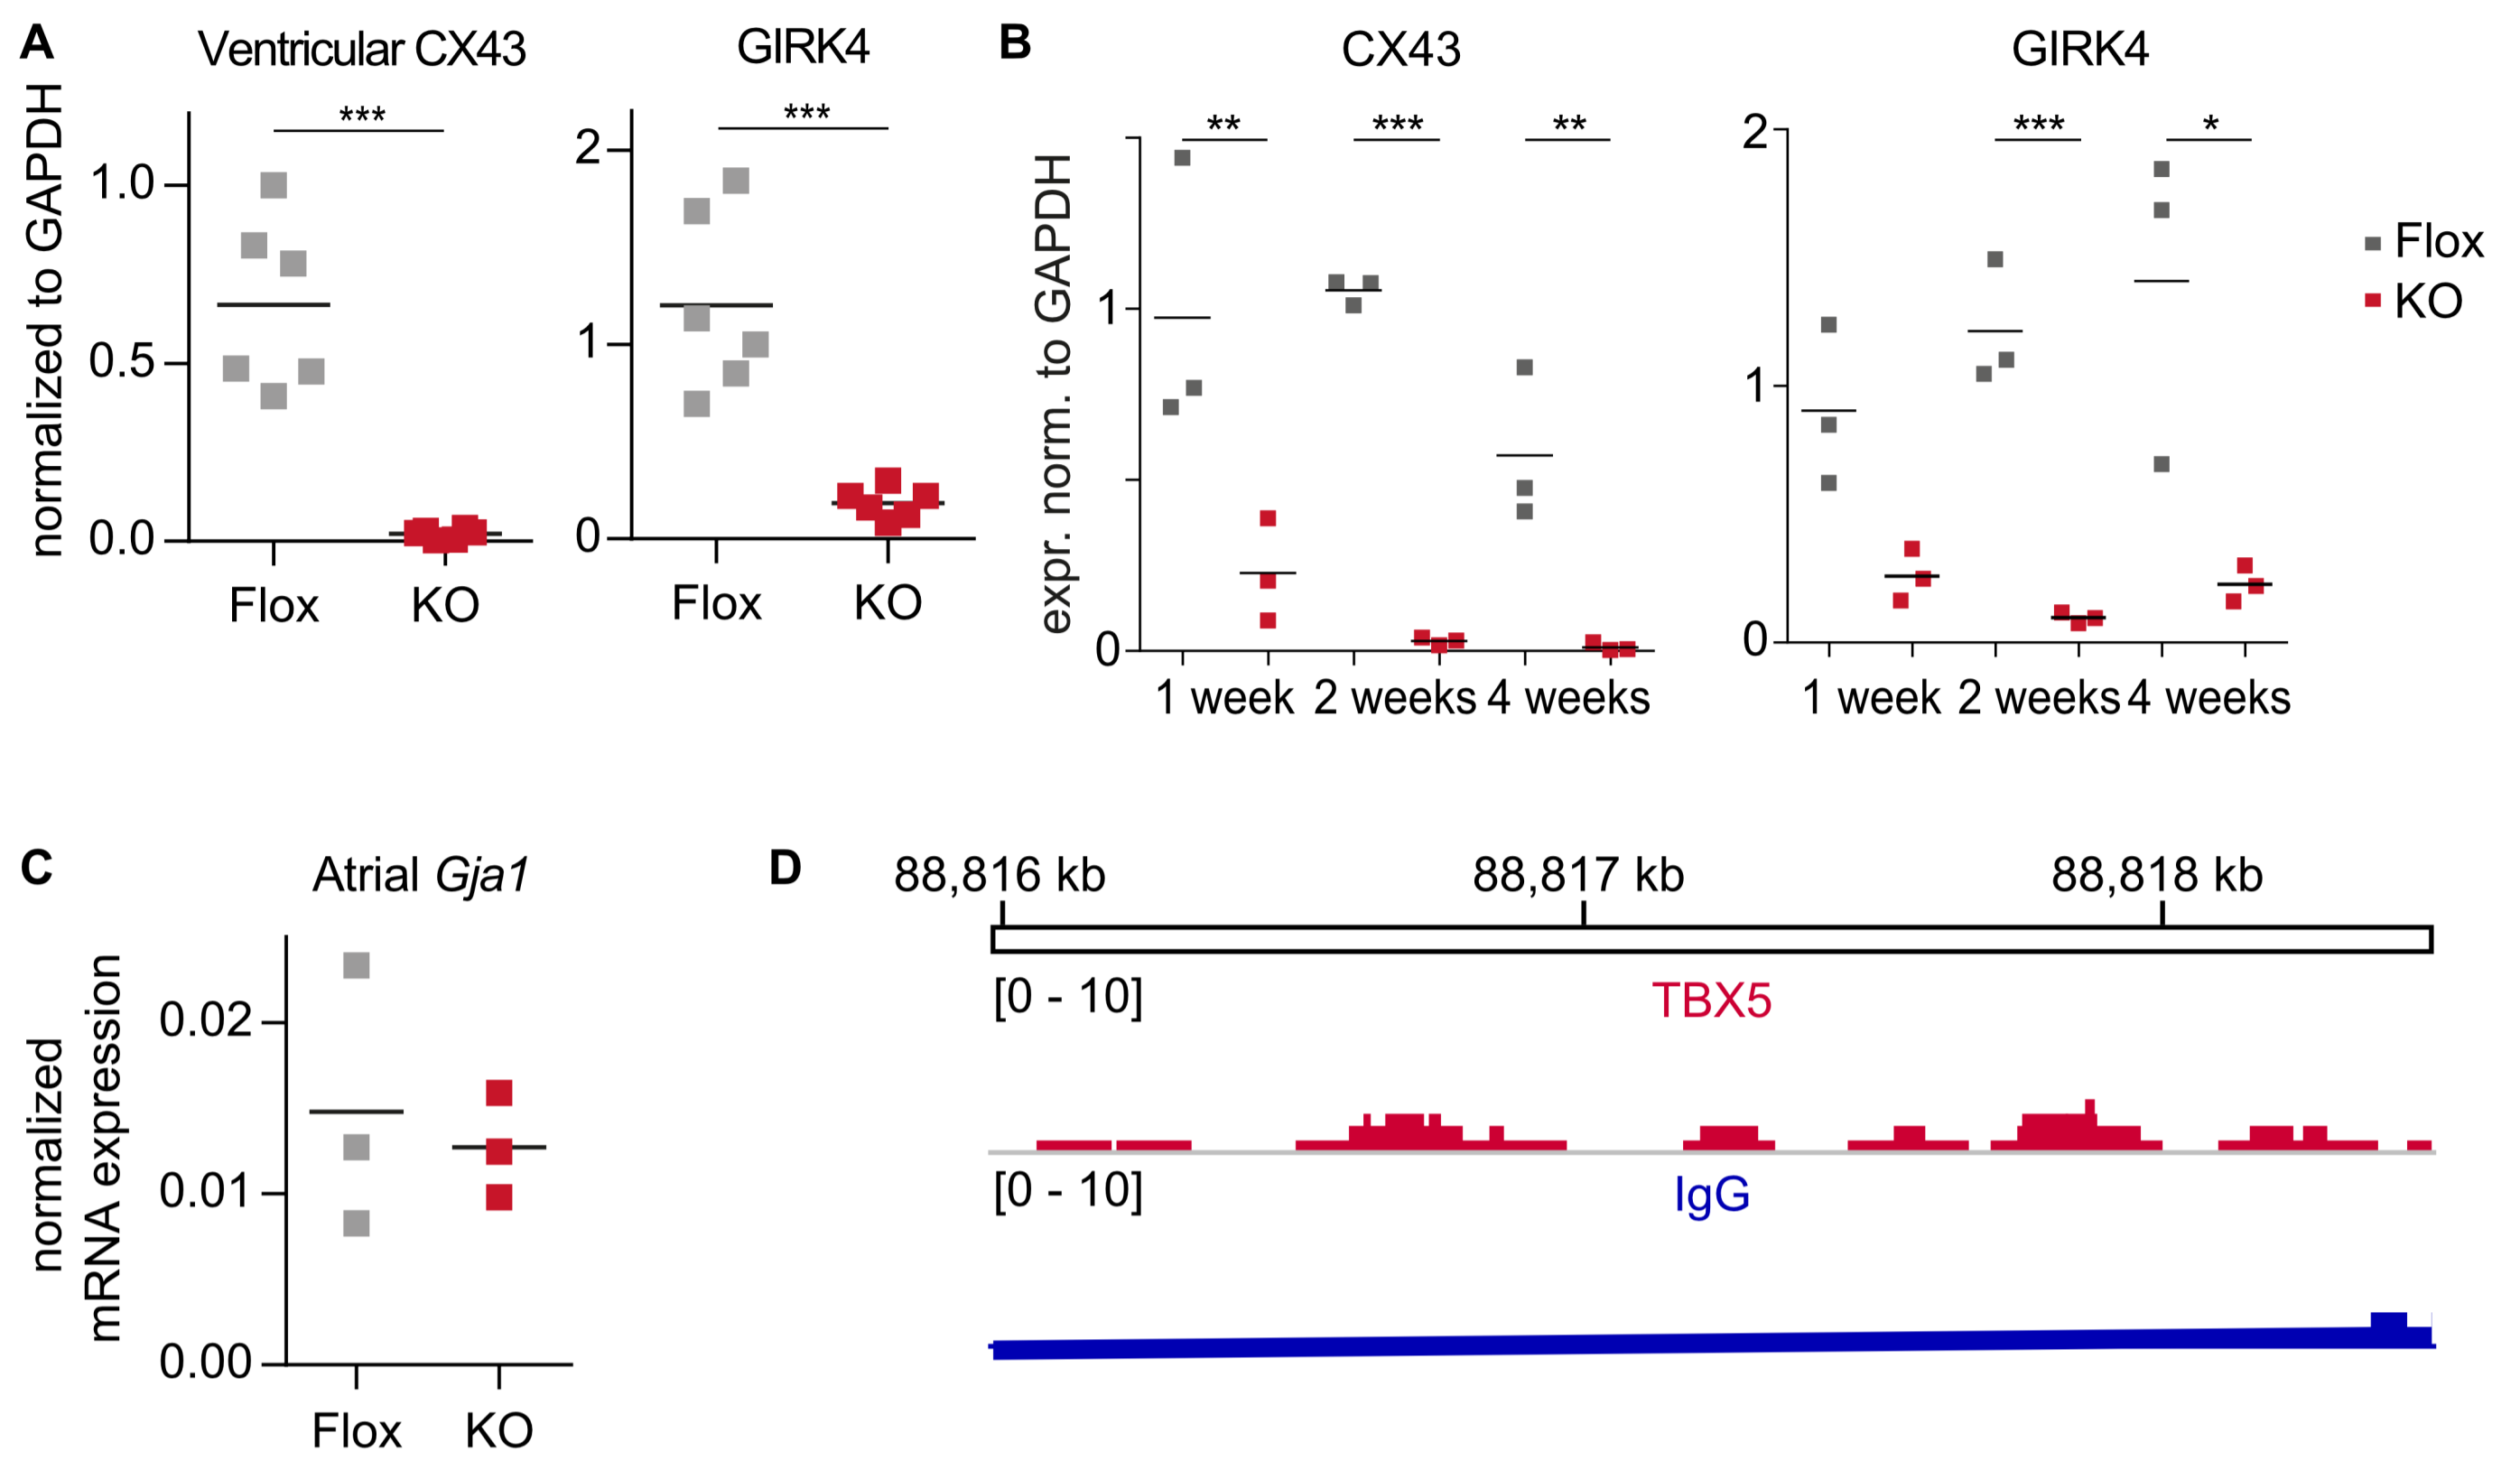 A
Ventricular CX43
GIRK4
normalized to GAPDH
***
***
1.0
0.5
0.0
2
1
0
Flox
KO
Flox
KO
B
CX43
GIRK4
expr. norm. to GAPDH
**
***
**
***
*
1
0
2
1
0
1 week
2 weeks
4 weeks
1 week
2 weeks
4 weeks
Flox
KO
C
Atrial Gja1
normalized
mRNA expression
0.02
0.01
0.00
Flox
KO
D
88,816 kb
88,817 kb
88,818 kb
[0 - 10]
TBX5
[0 - 10]
IgG